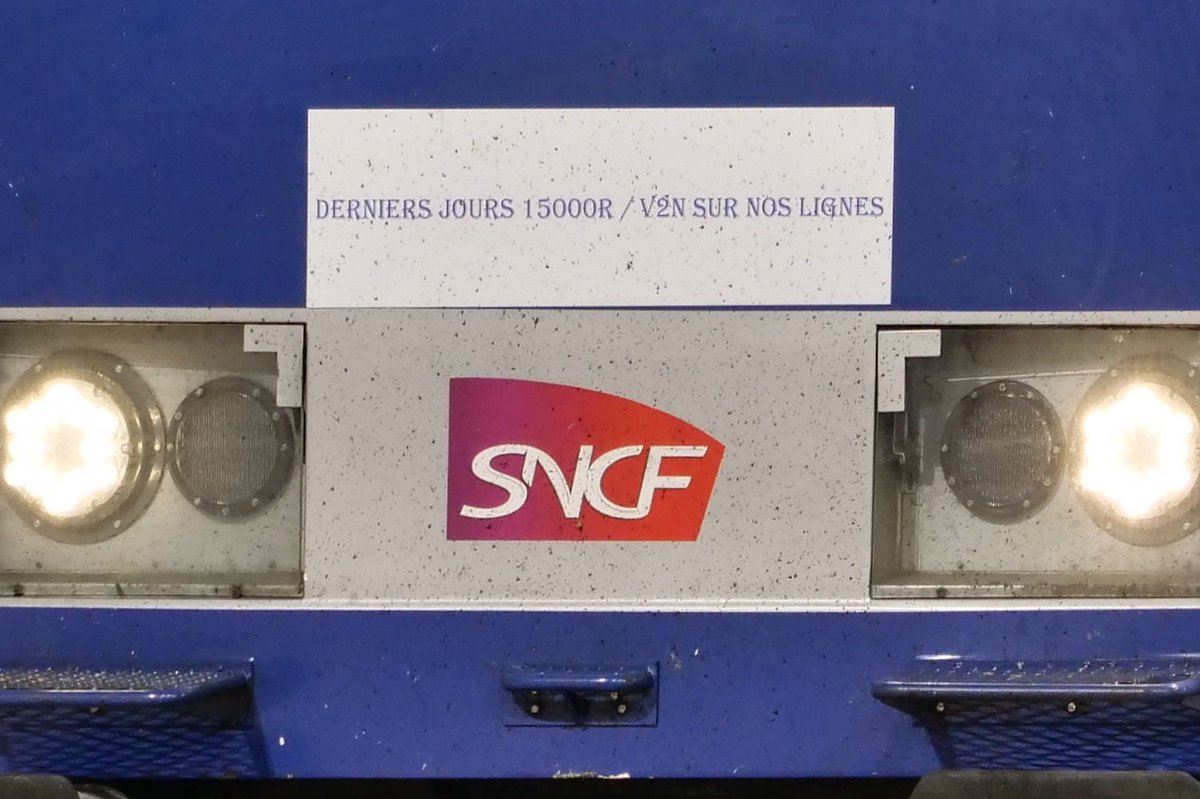 DERNIERS JOURS 15000R / V2N SUR NOS LIGNES
SNCF